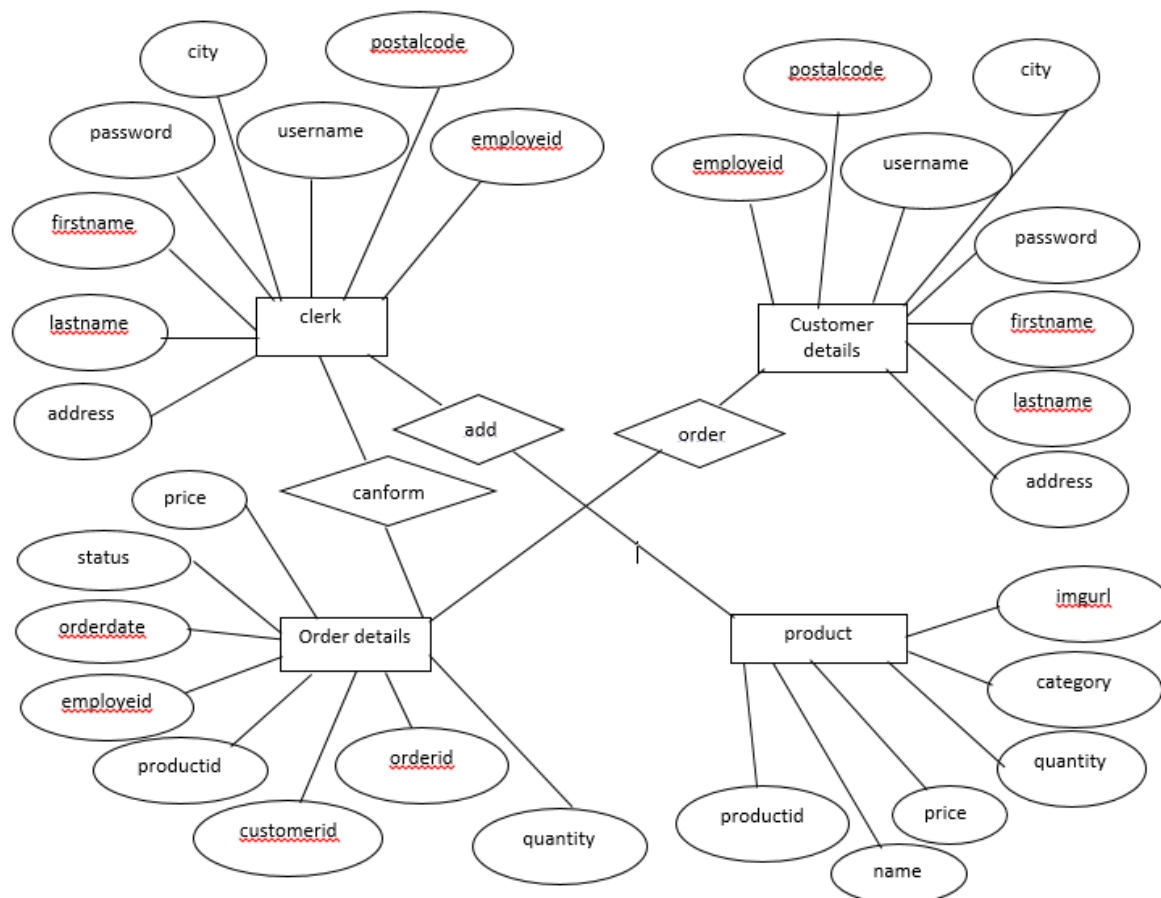 city
postalcode
password
username
employeid
firstname
lastname
address
clerk
postalcode
city
employeid
username
password
firstname
lastname
address
Customer
details
add
order
canform
price
status
orderdate
employeid
productid
customerid
orderid
quantity
Order details
product
imgurl
category
quantity
price
name
productid